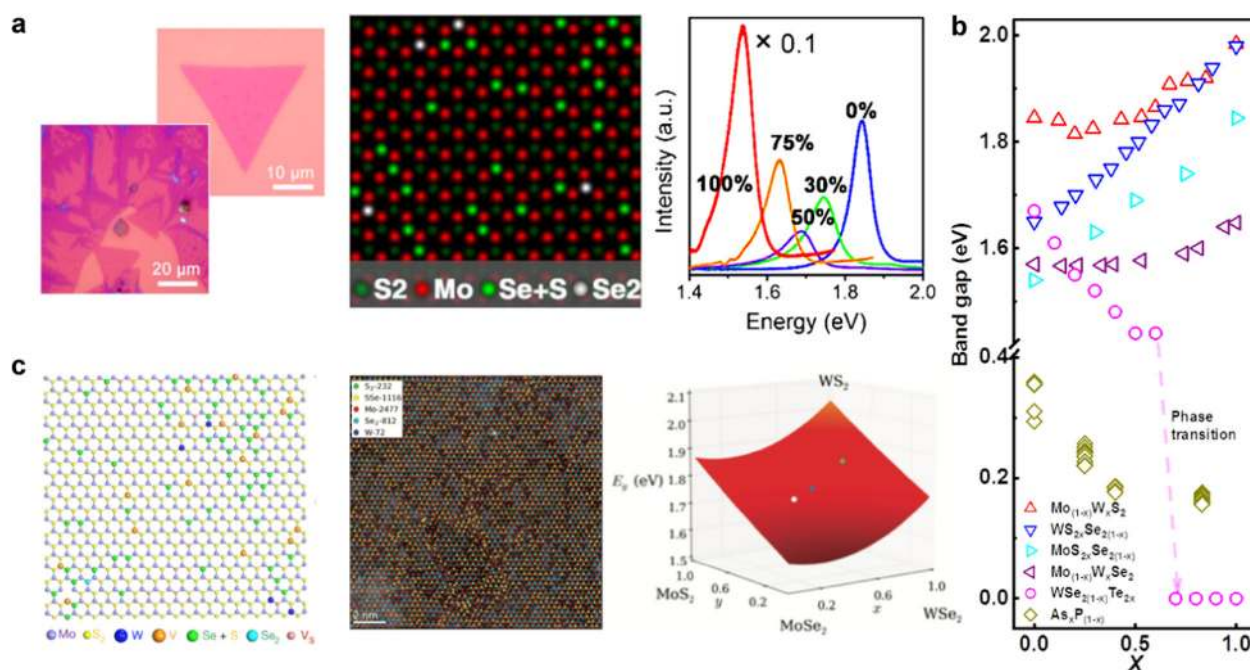 a
10 µm
20 µm
S2 Mo Se+S Se2
Intensity (a.u.)
× 0.1
100%
75%
50%
30%
0%
1.4 1.6 1.8 2.0
Energy (eV)
b
Band gap (eV)
2.0
1.8
1.6
0.4
0.2
0.0
Phase
transition
Mo(1-x)WxS2
WS2xSe2(1-x)
MoS2xSe2(1-x)
Mo(1-x)WxSe2
WSe2(1-x)Te2x
AsxP(1-x)
0.0 0.5 1.0
X
c
Mo S2 W V Se + S Se2 VS
S2-232
SSe-1116
Mo-2477
Se2-812
W-72
WS2
2.1
2.0
1.9
1.8
1.7
1.6
1.5
Eg (eV)
1.0
0.6
0.2
MoS2
y
MoSe2
0.2
0.6
1.0
x
WSe2